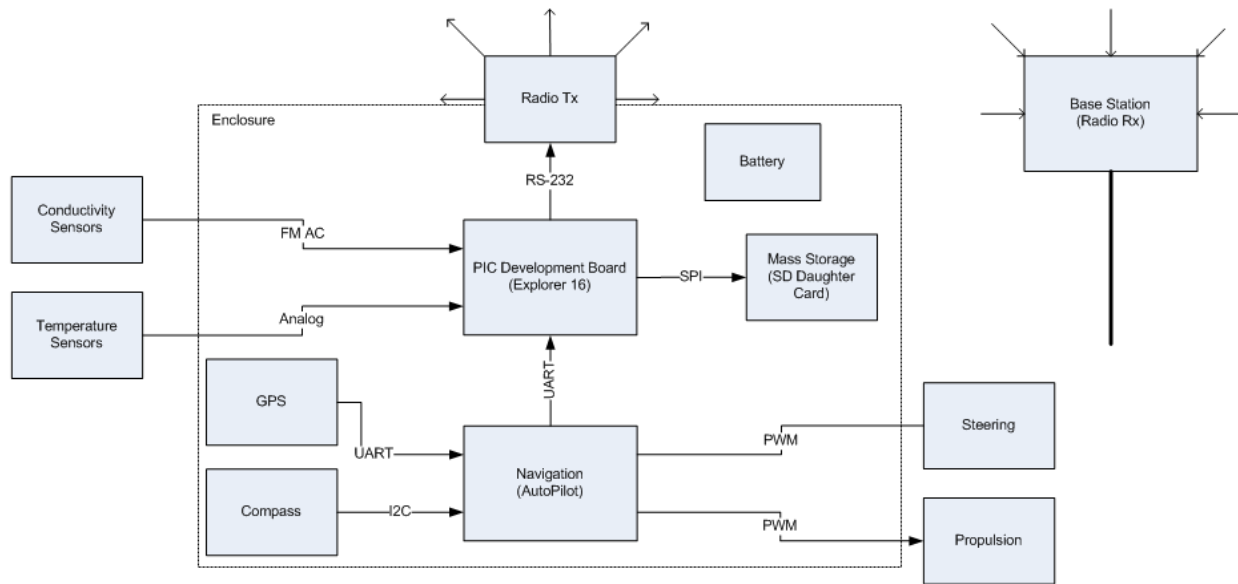 Radio Tx
Base Station
(Radio Rx)
Enclosure
Battery
RS-232
Conductivity
Sensors
FM AC
PIC Development Board
(Explorer 16)
SPI
Mass Storage
(SD Daughter
Card)
Temperature
Sensors
Analog
UART
GPS
UART
Navigation
(AutoPilot)
PWM
Steering
Compass
I2C
PWM
Propulsion